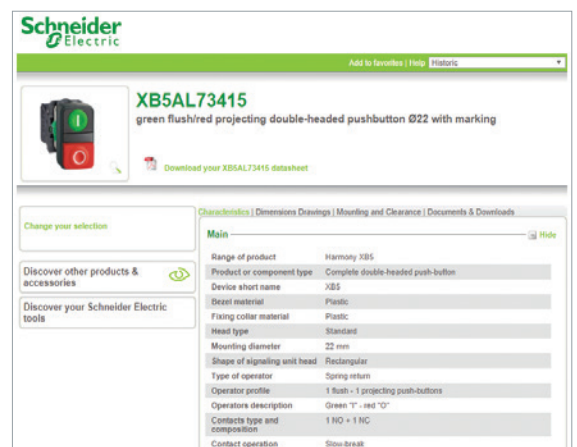 Schneider
Electric
Add to favorites | Help Historic
XB5AL73415
green flush/red projecting double-headed pushbutton Ø22 with marking
I
O
Download your XB5AL73415 datasheet
Characteristics | Dimensions Drawings | Mounting and Clearance | Documents & Downloads
Change your selection
Main
Hide
Range of product Harmony XB5
Discover other products &
accessories
Product or component type Complete double-headed push-button
Device short name XB5
Bezel material Plastic
Discover your Schneider Electric
tools
Fixing collar material Plastic
Head type Standard
Mounting diameter 22 mm
Shape of signaling unit head Rectangular
Type of operator Spring return
Operator profile 1 flush - 1 projecting push-buttons
Operators description Green "I" - red "O"
Contacts type and
composition 1 NO + 1 NC
Contact operation Slow-break